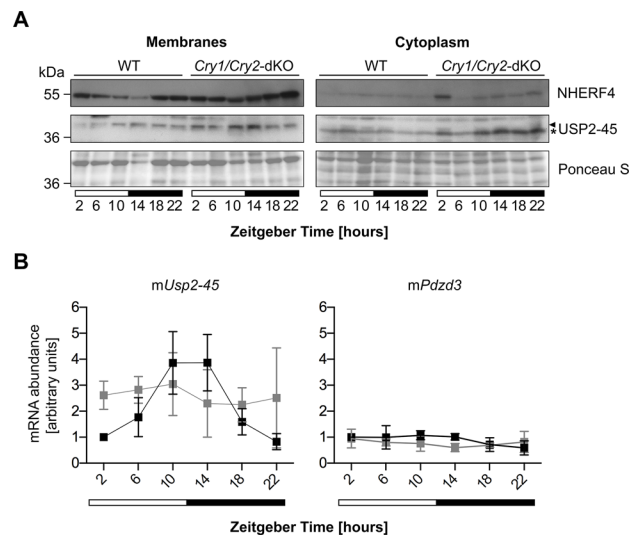 A
Membranes Cytoplasm
kDa WT Cry1/Cry2-dKO WT Cry1/Cry2-dKO
55 NHERF4
36 * USP2-45
36 Ponceau S
2 6 10 14 18 22 2 6 10 14 18 22 2 6 10 14 18 22 2 6 10 14 18 22
Zeitgeber Time [hours]
B
mUsp2-45 mPdzd3
mRNA abundance
[arbitrary units]
6 6
5 5
4 4
3 3
2 2
1 1
0 0
2 6 10 14 18 22 2 6 10 14 18 22
Zeitgeber Time [hours]